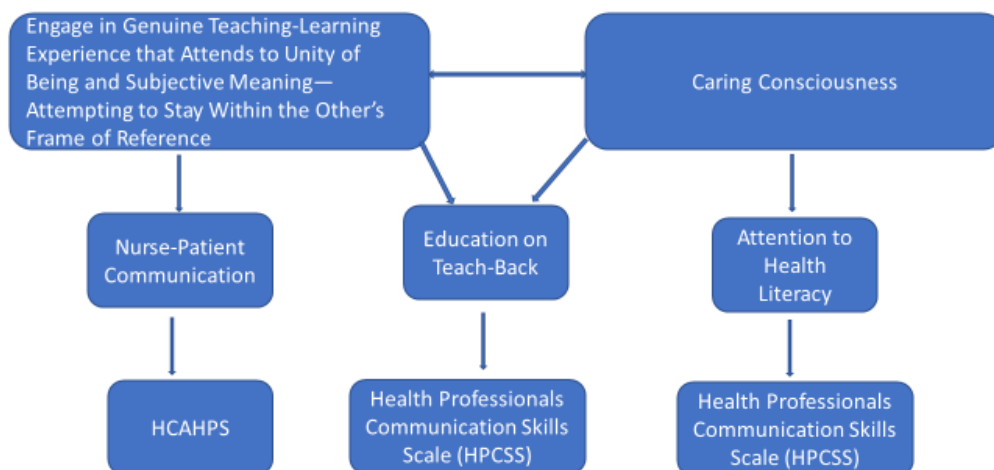 Engage in Genuine Teaching-Learning
Experience that Attends to Unity of
Being and Subjective Meaning—
Attempting to Stay Within the Other’s
Frame of Reference
Caring Consciousness
Nurse-Patient
Communication
Education on
Teach-Back
Attention to
Health
Literacy
HCAHPS
Health Professionals
Communication Skills
Scale (HPCSS)
Health Professionals
Communication Skills
Scale (HPCSS)